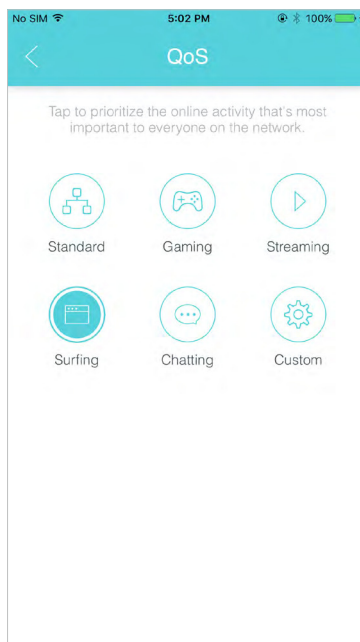 No SIM 5:02 PM 100%
QoS
Tap to prioritize the online activity that's most
important to everyone on the network.
Standard Gaming Streaming
Surfing Chatting Custom